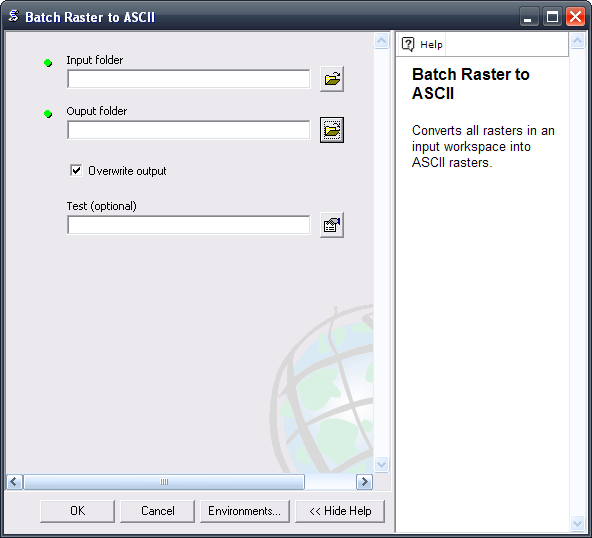 Batch Raster to ASCII
Input folder
Ouput folder
Overwrite output
Test (optional)
OK
Cancel
Environments...
<< Hide Help
Help
Batch Raster to
ASCII
Converts all rasters in an
input workspace into
ASCII rasters.